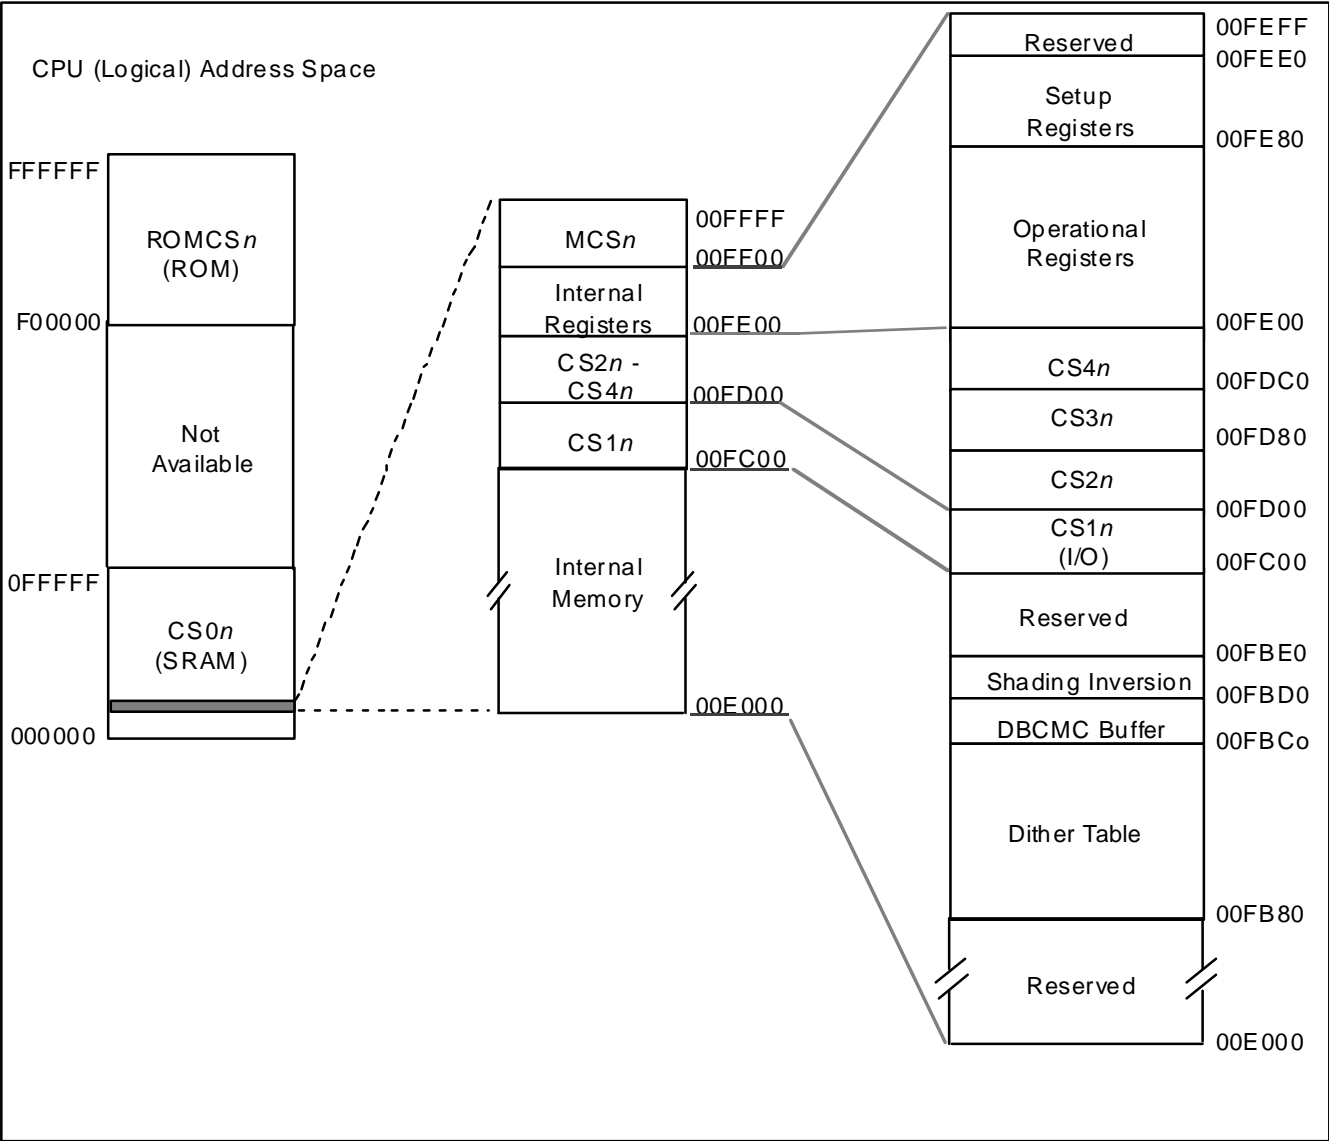 CPU (Logical) Address Space
FFFFFF
ROMCSn
(ROM)
F00000
Not
Available
0FFFFF
CS0n
(SRAM)
000000
MCSn
00FFFF
00FF00
Internal
Registers
00FE00
CS2n -
CS4n
00FD00
CS1n
00FC00
Internal
Memory
00E000
Reserved
00FEFF
00FEE0
Setup
Registers
00FE80
Operational
Registers
00FE00
CS4n
00FDC0
CS3n
00FD80
CS2n
00FD00
CS1n
(I/O)
00FC00
Reserved
00FBE0
Shading Inversion
00FBD0
DBCMC Buffer
00FBCo
Dither Table
00FB80
Reserved
00E000